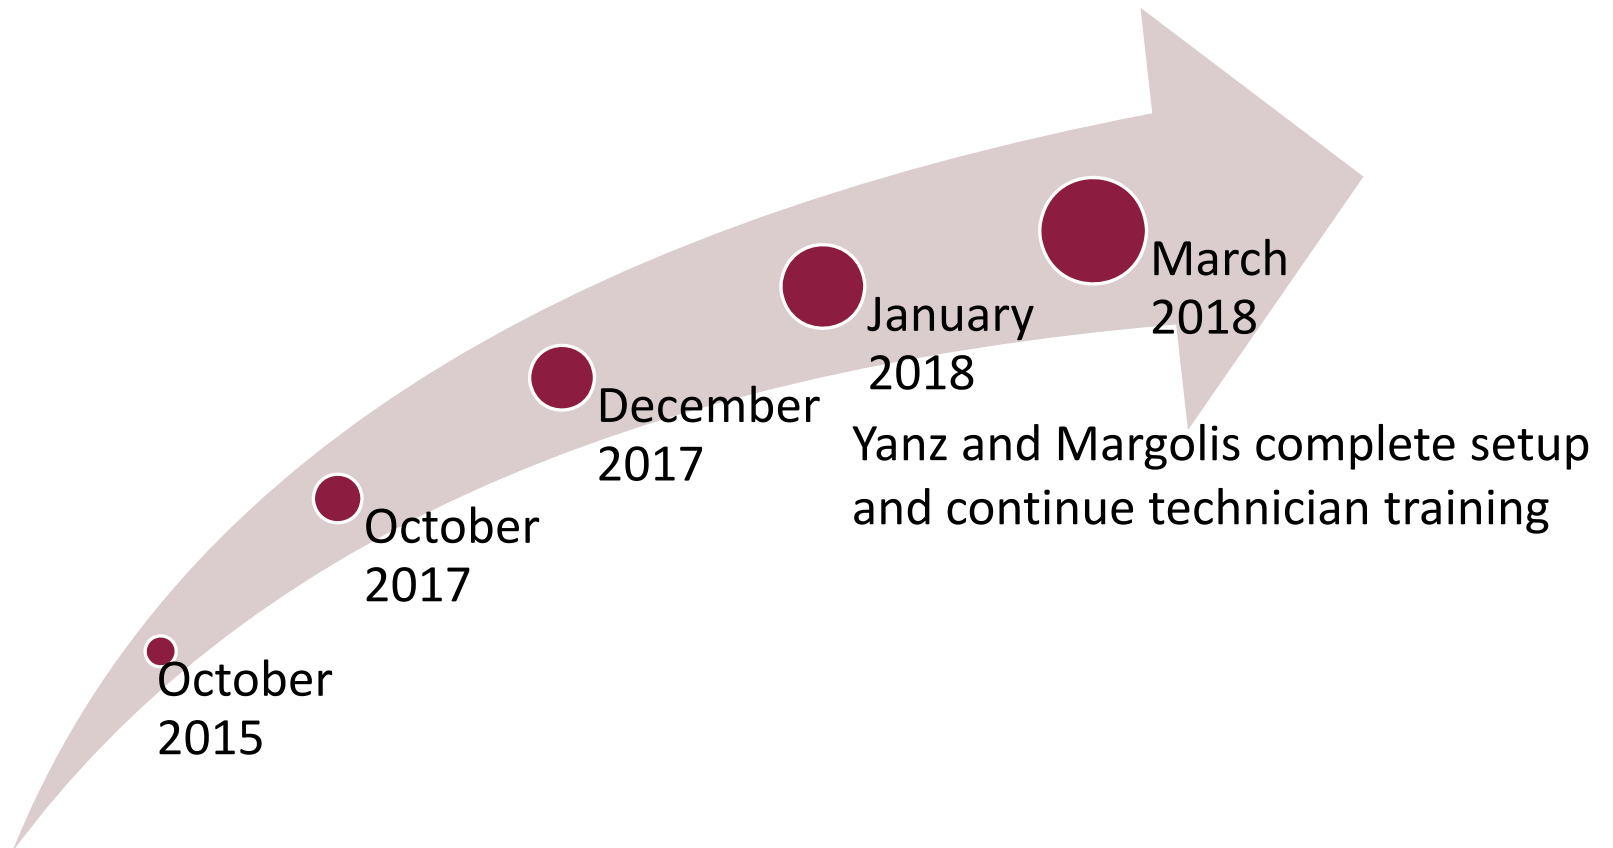 October
2015
October
2017
December
2017
January
2018
Yanz and Margolis complete setup
and continue technician training
March
2018